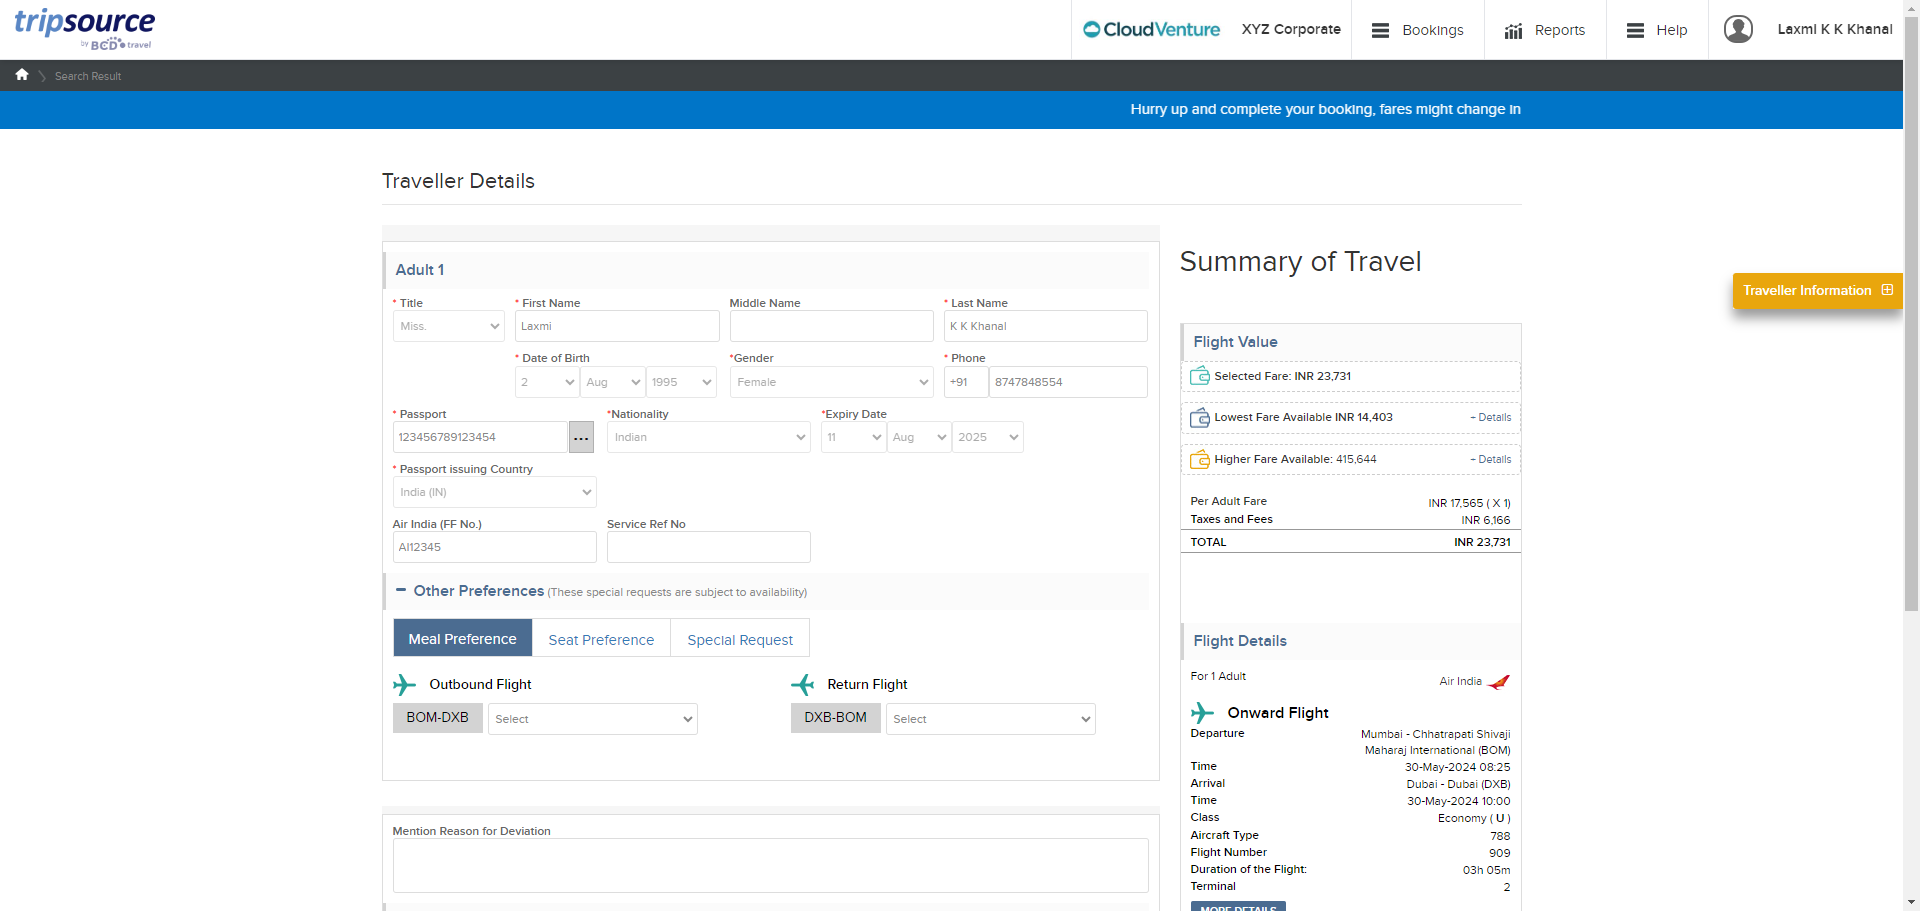 tripsource
by BCD travel
CloudVenture
XYZ Corporate
Bookings
Reports
Help
Laxmi K K Khanal
Search Result
Hurry up and complete your booking, fares might change in
Traveller Details
Adult 1
* Title
* First Name
Middle Name
* Last Name
Miss.
Laxmi
K K Khanal
* Date of Birth
*Gender
* Phone
2
Aug
1995
Female
+91
8747848554
* Passport
*Nationality
*Expiry Date
123456789123454
...
Indian
11
Aug
2025
* Passport issuing Country
India (IN)
Air India (FF No.)
Service Ref No
AI12345
Other Preferences (These special requests are subject to availability)
Meal Preference
Seat Preference
Special Request
Outbound Flight
Return Flight
BOM-DXB
Select
DXB-BOM
Select
Mention Reason for Deviation
Summary of Travel
Traveller Information
Flight Value
Selected Fare: INR 23,731
Lowest Fare Available INR 14,403
+ Details
Higher Fare Available: 415,644
+ Details
Per Adult Fare
INR 17,565 ( X 1)
Taxes and Fees
INR 6,166
TOTAL
INR 23,731
Flight Details
For 1 Adult
Air India
Onward Flight
Departure
Mumbai - Chhatrapati Shivaji
Maharaj International (BOM)
Time
30-May-2024 08:25
Arrival
Dubai - Dubai (DXB)
Time
30-May-2024 10:00
Class
Economy ( U )
Aircraft Type
788
Flight Number
909
Duration of the Flight:
03h 05m
Terminal
2
MORE DETAILS